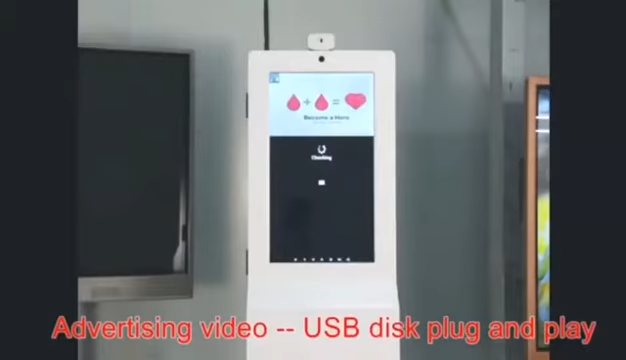 + =
Become a Hero
Checking
Advertising video -- USB disk plug and play